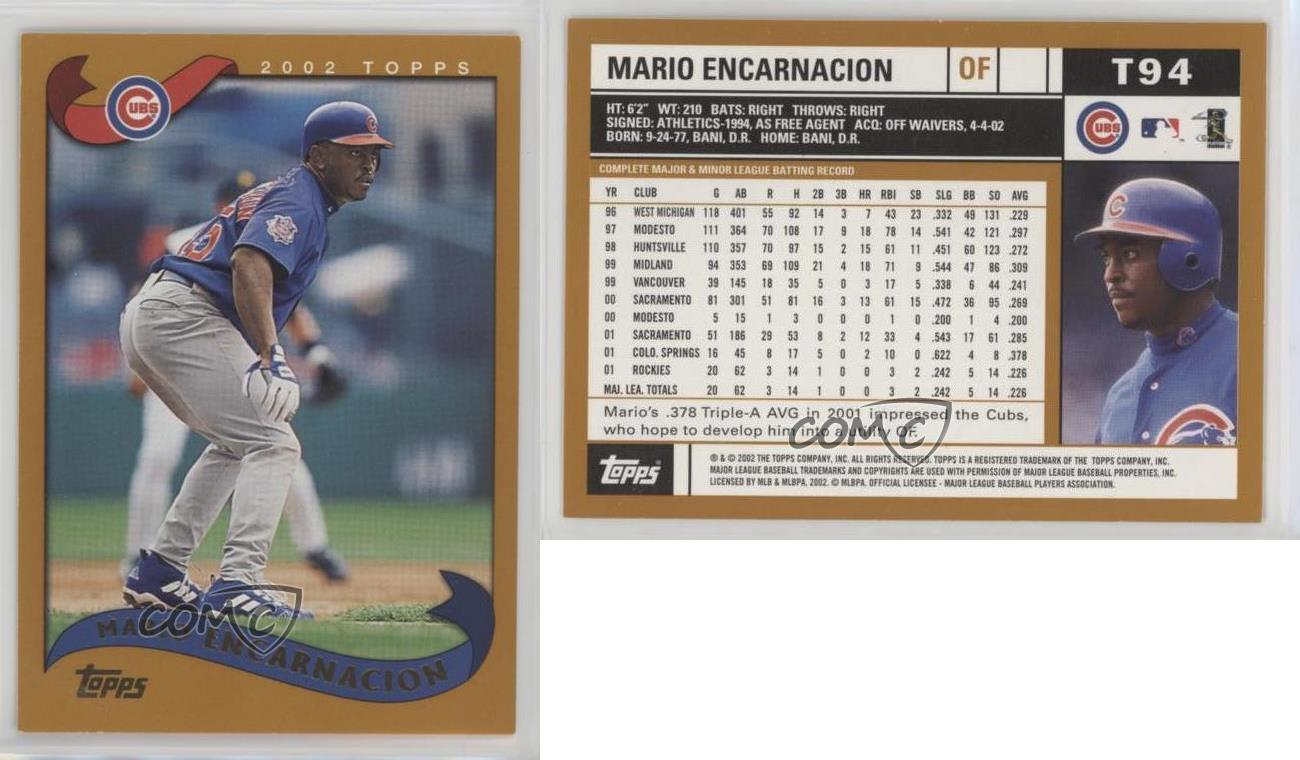 2002 TOPPS
CUBS
MARIO ENCARNACION
Topps
COMC
MARIO ENCARNACION OF T94
HT: 6'2" WT: 210 BATS: RIGHT THROWS: RIGHT
SIGNED: ATHLETICS-1994, AS FREE AGENT ACQ: OFF WAIVERS, 4-4-02
BORN: 9-24-77, BANI, D.R. HOME: BANI, D.R.
CUBS
COMPLETE MAJOR & MINOR LEAGUE BATTING RECORD
YR CLUB G AB R H 2B 3B HR RBI SB SLG BB SO AVG
96 WEST MICHIGAN 118 401 55 92 14 3 7 43 23 .332 49 131 .229
97 MODESTO 111 364 70 108 17 9 18 78 14 .541 42 121 .297
98 HUNTSVILLE 110 357 70 97 15 2 15 61 11 .451 60 123 .272
99 MIDLAND 94 353 69 109 21 4 18 71 9 .544 47 86 .309
99 VANCOUVER 39 145 18 35 5 0 3 17 5 .338 6 44 .241
00 SACRAMENTO 81 301 51 81 16 3 13 61 15 .472 36 95 .269
00 MODESTO 5 15 1 3 0 0 0 1 0 .200 1 4 .200
01 SACRAMENTO 51 186 29 53 8 2 12 33 4 .543 17 61 .285
01 COLO. SPRINGS 16 45 8 17 5 0 2 10 0 .622 4 8 .378
01 ROCKIES 20 62 3 14 1 0 0 3 2 .242 5 14 .226
MAJ. LEA. TOTALS 20 62 3 14 1 0 0 3 2 .242 5 14 .226
Mario's .378 Triple-A AVG in 2001 impressed the Cubs,
who hope to develop him into a utility OF.
COMC
Topps
® & © 2002 THE TOPPS COMPANY, INC. ALL RIGHTS RESERVED. TOPPS IS A REGISTERED TRADEMARK OF THE TOPPS COMPANY, INC.
MAJOR LEAGUE BASEBALL TRADEMARKS AND COPYRIGHTS ARE USED WITH PERMISSION OF MAJOR LEAGUE BASEBALL PROPERTIES, INC.
LICENSED BY MLB & MLBPA, 2002. © MLBPA. OFFICIAL LICENSEE - MAJOR LEAGUE BASEBALL PLAYERS ASSOCIATION.